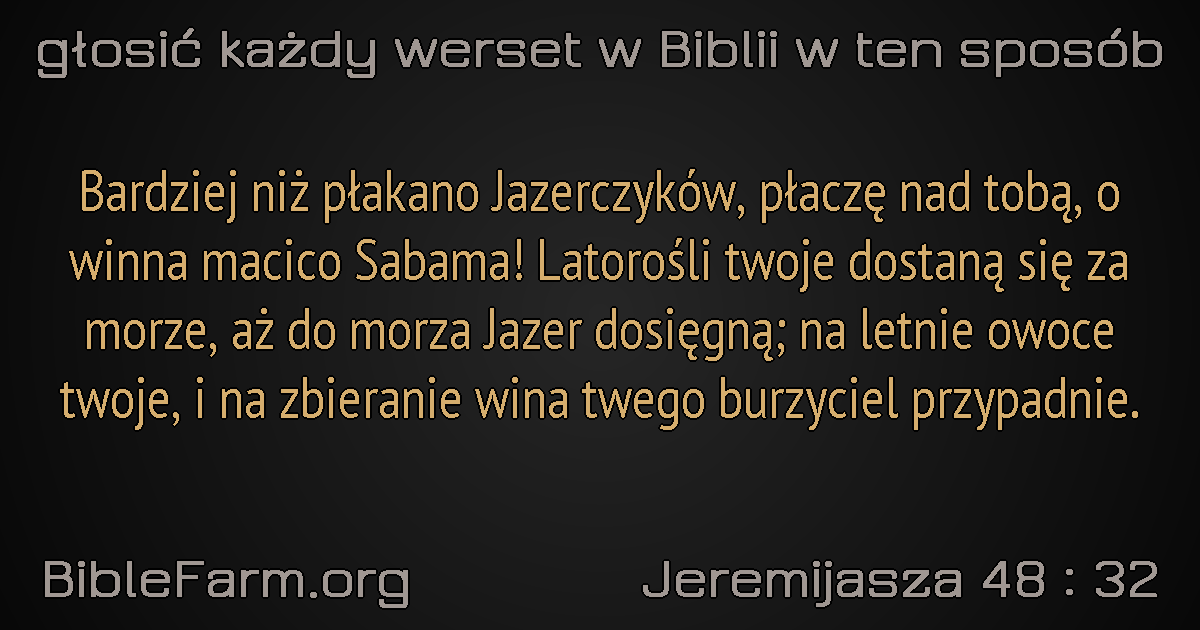 głosić każdy werset w Biblii w ten sposób
Bardziej niż płakano Jazerczyków, płaczę nad tobą, o
winna macico Sabama! Latorośli twoje dostaną się za
morze, aż do morza Jazer dosięgną; na letnie owoce
twoje, i na zbieranie wina twego burzyciel przypadnie.
BibleFarm.org
Jeremijasza 48 : 32